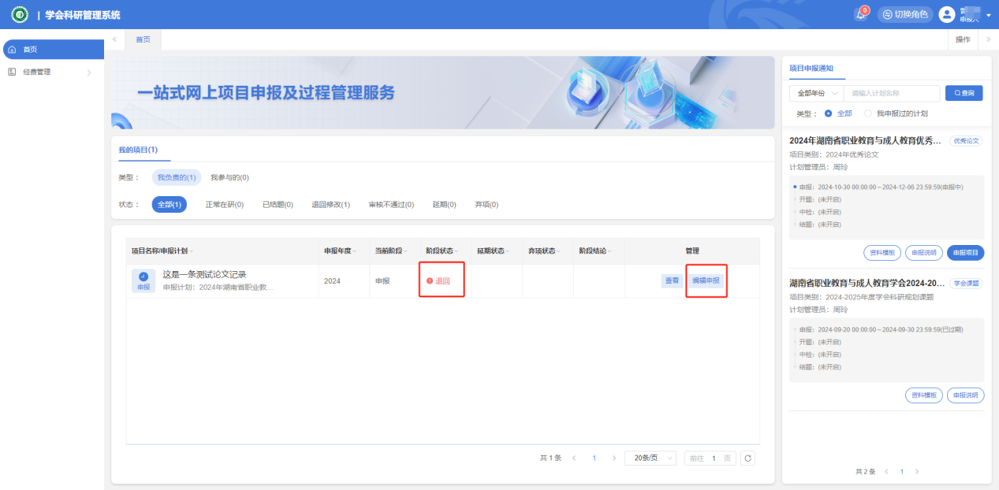 | 学会科研管理系统
0
切换角色
申报人
首页
经费管理
首页
操作
一站式网上项目申报及过程管理服务
我的项目(1)
类型： 我负责的(1) 我参与的(0)
状态： 全部(1) 正常在研(0) 已结题(0) 退回修改(1) 审核不通过(0) 延期(0) 弃项(0)
项目名称/申报计划 申报年度 当前阶段 阶段状态 延期状态 弃项状态 阶段结论 管理
申报
这是一条测试论文记录
申报计划：2024年湖南省职业教...
2024 申报 退回 查看 编辑申报
共 1 条 1 20条/页 前往 1 页
项目申报通知
全部年份 请输入计划名称 查询
类型： 全部 我申报过的计划
2024年湖南省职业教育与成人教育优秀... 优秀论文
项目类别：2024年优秀论文
计划管理员：周玲
申报：2024-10-30 00:00:00 ~ 2024-12-06 23:59:59(申报中)
开题：(未开启)
中检：(未开启)
结题：(未开启)
资料模板 申报说明 申报项目
湖南省职业教育与成人教育学会2024-20... 学会课题
项目类别：2024-2025年度学会科研规划课题
计划管理员：周玲
申报：2024-09-20 00:00:00 ~ 2024-09-30 23:59:59(已过期)
开题：(未开启)
中检：(未开启)
结题：(未开启)
资料模板 申报说明
共 2 条 1